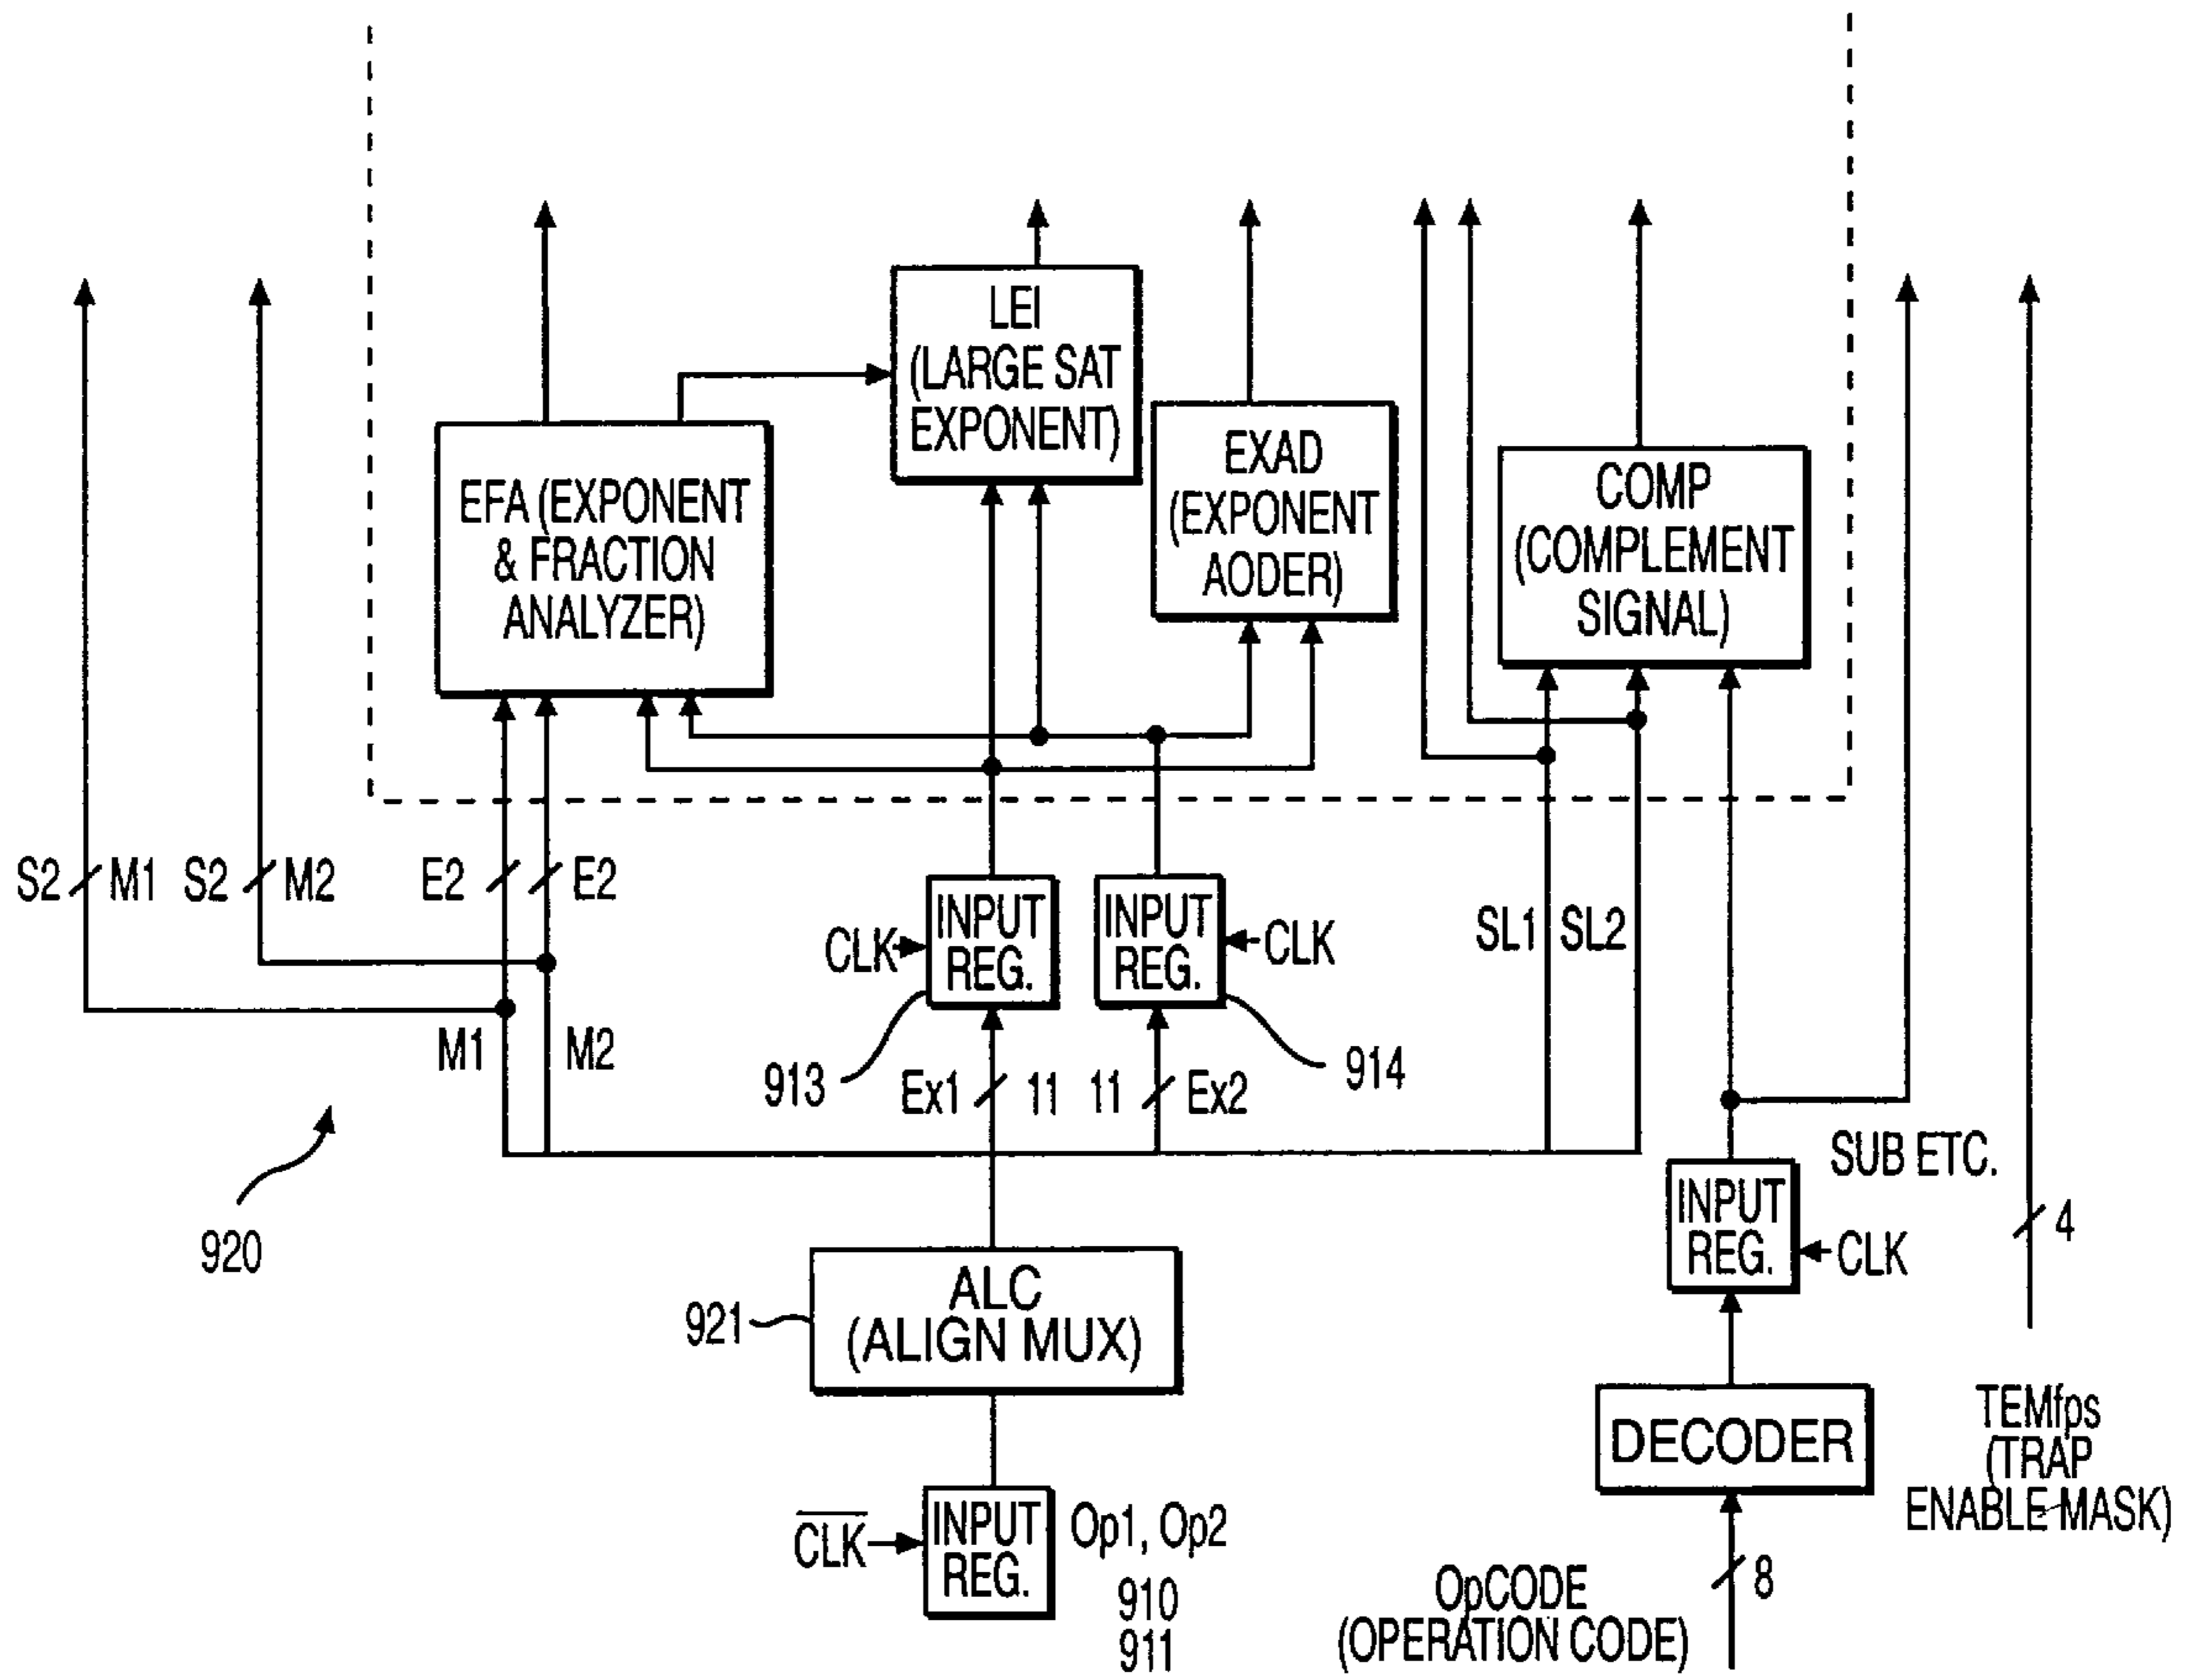 LEI
(LARGE SAT
EXPONENT)
EFA (EXPONENT
& FRACTION
ANALYZER)
EXAD
(EXPONENT
AODER)
COMP
(COMPLEMENT
SIGNAL)
S2 M1 S2 M2 E2 E2
INPUT
REG.
CLK
INPUT
REG.
CLK
SL1 SL2
M1 M2
913
914
Ex1 11 11 Ex2
SUB ETC.
920
INPUT
REG.
CLK
4
921
ALC
(ALIGN MUX)
DECODER
TEMfps
(TRAP
ENABLE MASK)
CLK
INPUT
REG.
Op1, Op2
910
911
OpCODE
(OPERATION CODE)
8